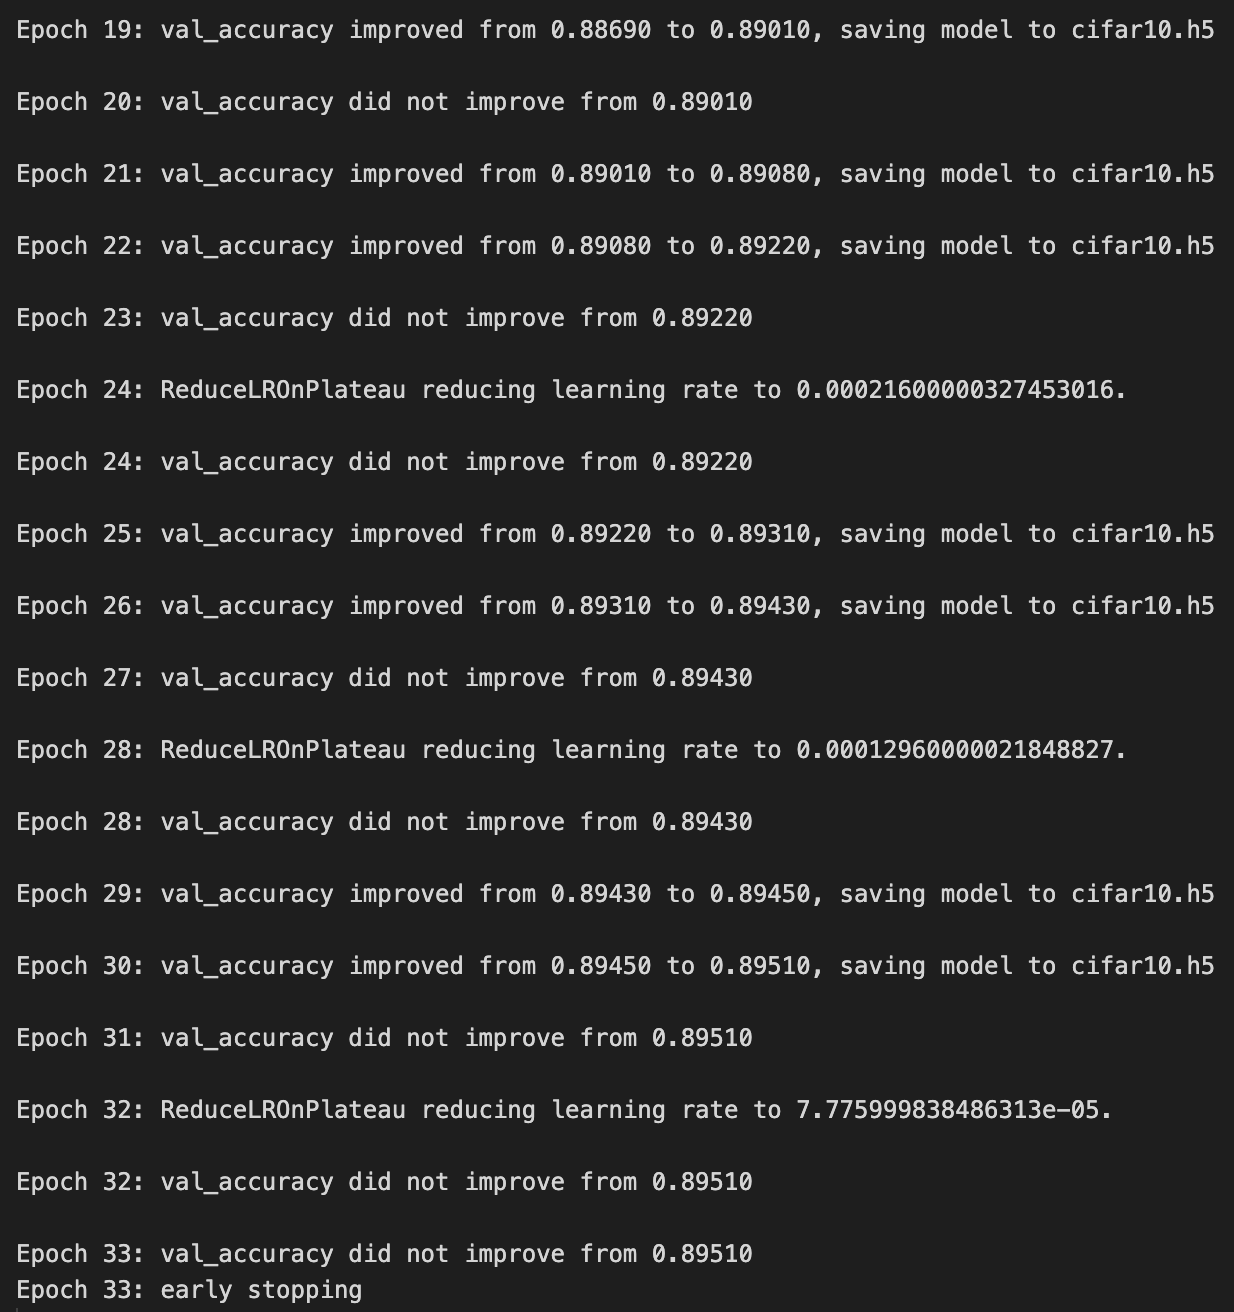 Epoch 19: val_accuracy improved from 0.88690 to 0.89010, saving model to cifar10.h5
Epoch 20: val_accuracy did not improve from 0.89010
Epoch 21: val_accuracy improved from 0.89010 to 0.89080, saving model to cifar10.h5
Epoch 22: val_accuracy improved from 0.89080 to 0.89220, saving model to cifar10.h5
Epoch 23: val_accuracy did not improve from 0.89220
Epoch 24: ReduceLROnPlateau reducing learning rate to 0.00021600000327453016.
Epoch 24: val_accuracy did not improve from 0.89220
Epoch 25: val_accuracy improved from 0.89220 to 0.89310, saving model to cifar10.h5
Epoch 26: val_accuracy improved from 0.89310 to 0.89430, saving model to cifar10.h5
Epoch 27: val_accuracy did not improve from 0.89430
Epoch 28: ReduceLROnPlateau reducing learning rate to 0.00012960000021848827.
Epoch 28: val_accuracy did not improve from 0.89430
Epoch 29: val_accuracy improved from 0.89430 to 0.89450, saving model to cifar10.h5
Epoch 30: val_accuracy improved from 0.89450 to 0.89510, saving model to cifar10.h5
Epoch 31: val_accuracy did not improve from 0.89510
Epoch 32: ReduceLROnPlateau reducing learning rate to 7.775999838486313e-05.
Epoch 32: val_accuracy did not improve from 0.89510
Epoch 33: val_accuracy did not improve from 0.89510
Epoch 33: early stopping